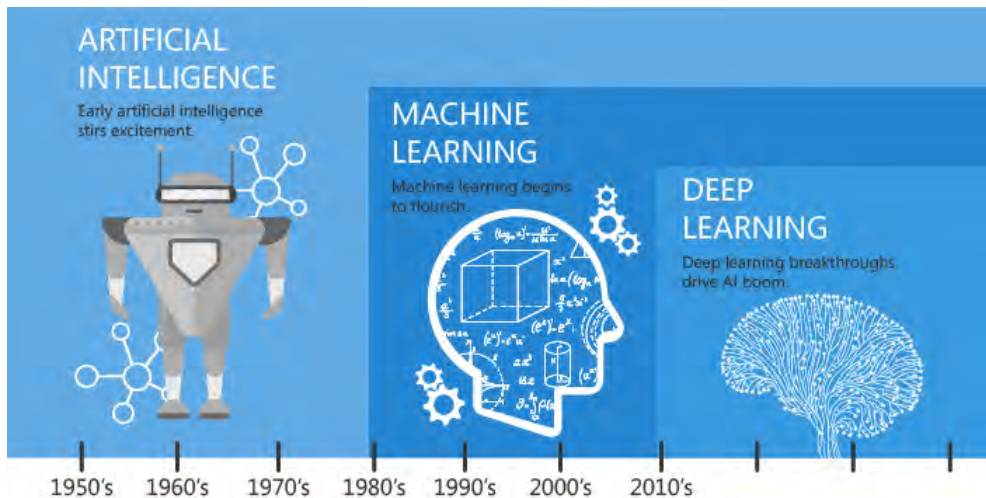 ARTIFICIAL
INTELLIGENCE
Early artificial intelligence
stirs excitement.
MACHINE
LEARNING
Machine learning begins
to flourish.
DEEP
LEARNING
Deep learning breakthroughs
drive AI boom.
1950's 1960's 1970's 1980's 1990's 2000's 2010's